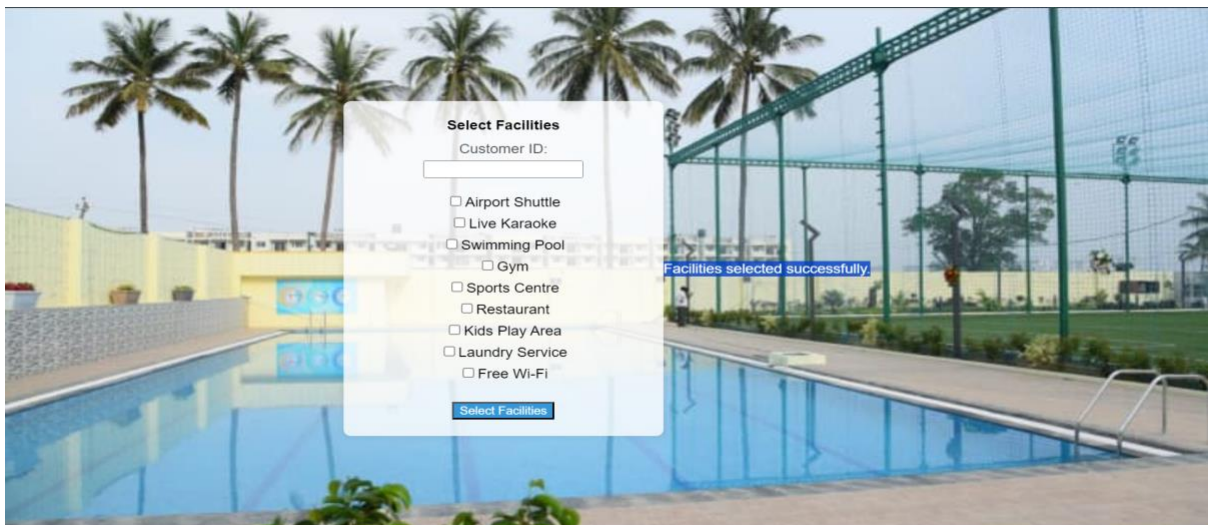 Select Facilities
Customer ID:
Airport Shuttle
Live Karaoke
Swimming Pool
Gym
Sports Centre
Restaurant
Kids Play Area
Laundry Service
Free Wi-Fi
Select Facilities
Facilities selected successfully.